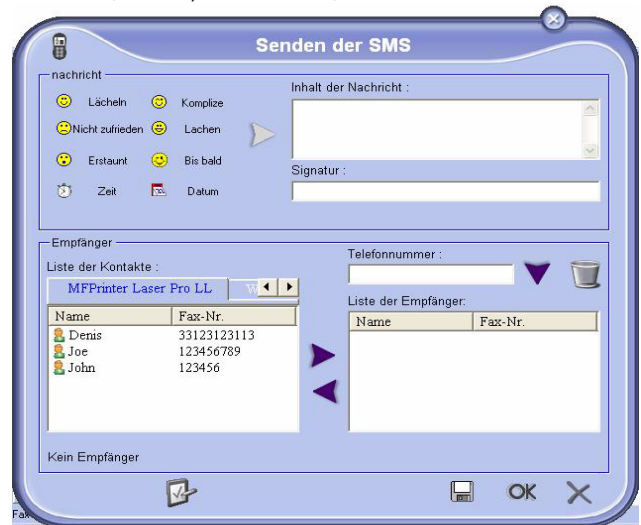 Senden der SMS
nachricht
Lächeln Komplize
Nicht zufrieden Lachen
Erstaunt Bis bald
Zeit Datum
Inhalt der Nachricht :
Signatur :
Empfänger
Liste der Kontakte :
MFPrinter Laser Pro LL W
Name Fax-Nr.
Denis 33123123113
Joe 123456789
John 123456
Kein Empfänger
Telefonnummer :
Liste der Empfänger:
Name Fax-Nr.
OK
Fax